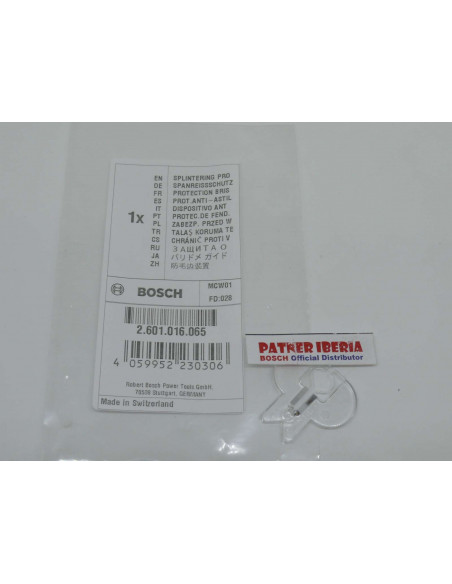 EN SPLINTERING PRO
DE SPANREISSSCHUTZ
FR PROTECTION BRIS
ES PROT.ANTI-ASTIL
IT DISPOSITIVO ANT
PT PROTEC.DE FEND.
PL ZABEZP. PRZED W
TR TALAŞ KORUMA TE
CS CHRÁNIČ PROTI V
RU ЗАЩИТА О
JA バリドメ ガイド
ZH 防毛边装置
1x
BOSCH
MCW01
FD:028
2.601.016.065
4 059952 230306
Robert Bosch Power Tools GmbH,
70538 Stuttgart, GERMANY
Made in Switzerland
PATNER IBERIA
BOSCH Official Distributor